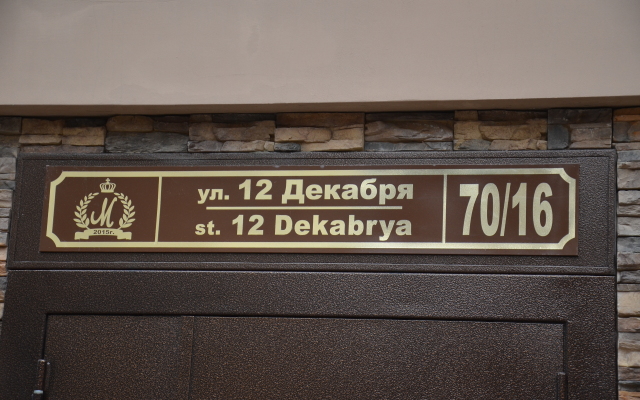 M
2015г.
ул. 12 Декабря
st. 12 Dekabrya
70/16